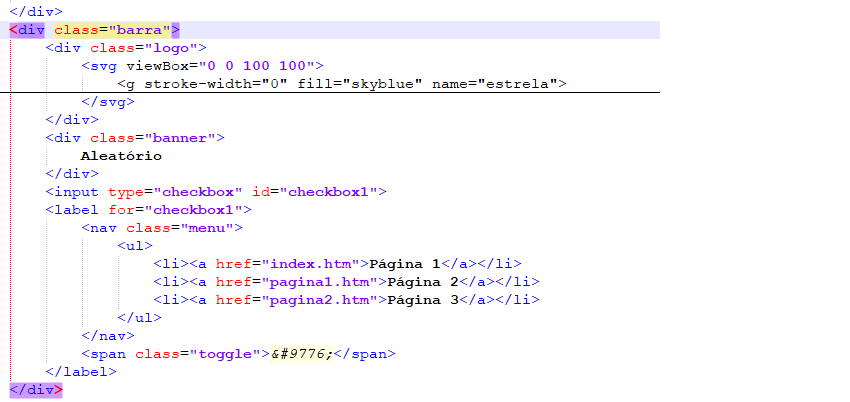 </div>
<div class="barra">
<div class="logo">
<svg viewBox="0 0 100 100">
<g stroke-width="0" fill="skyblue" name="estrela">
</svg>
</div>
<div class="banner">
Aleatório
</div>
<input type="checkbox" id="checkbox1">
<label for="checkbox1">
<nav class="menu">
<ul>
<li><a href="index.htm">Página 1</a></li>
<li><a href="pagina1.htm">Página 2</a></li>
<li><a href="pagina2.htm">Página 3</a></li>
</ul>
</nav>
<span class="toggle">&#9776;</span>
</label>
</div>